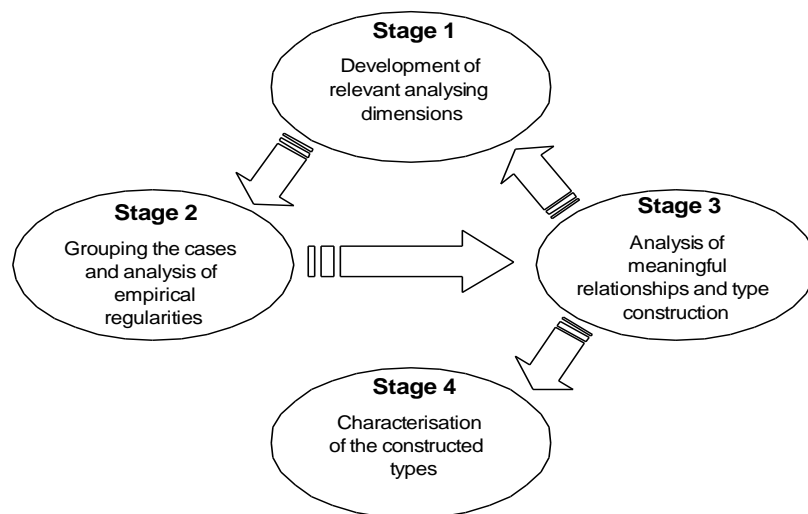 Stage 1
Development of
relevant analysing
dimensions
Stage 2
Grouping the cases
and analysis of
empirical
regularities
Stage 3
Analysis of
meaningful
relationships and type
construction
Stage 4
Characterisation
of the constructed
types